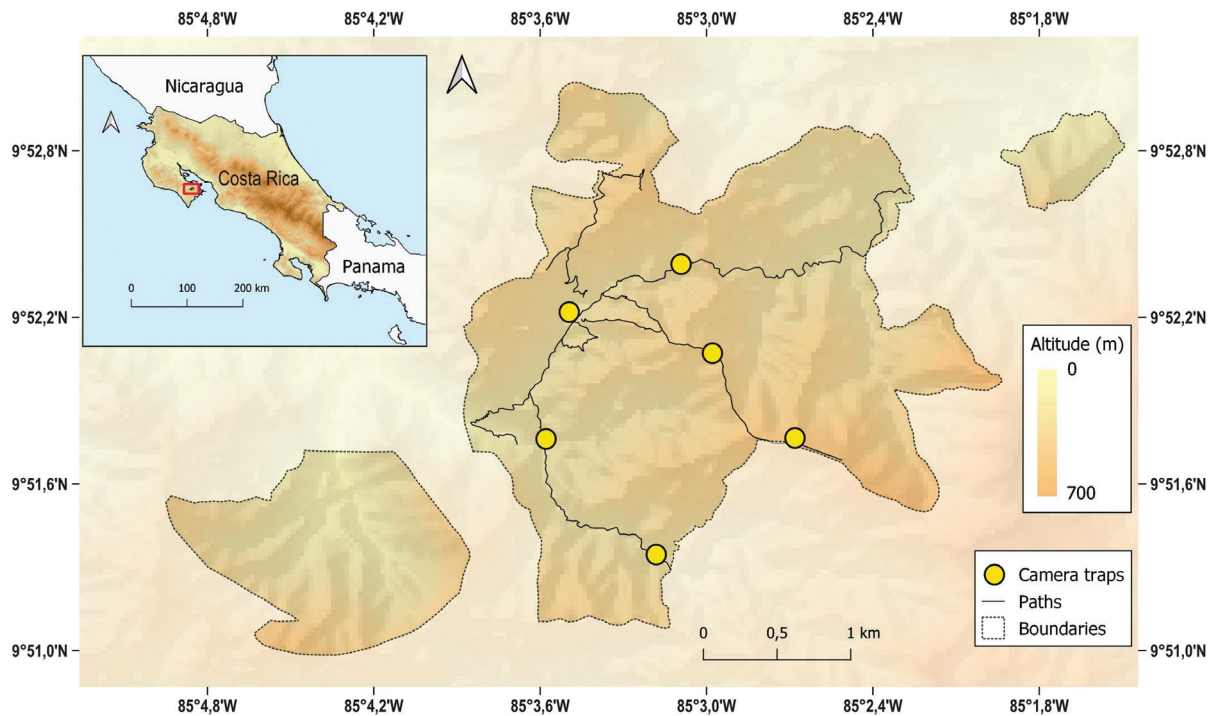 85°4,8'W 85°4,2'W 85°3,6'W 85°3,0'W 85°2,4'W 85°1,8'W
Nicaragua
Costa Rica
Panama
0 100 200 km
9°52,8'N 9°52,8'N
9°52,2'N 9°52,2'N
Altitude (m)
0
700
9°51,6'N 9°51,6'N
Camera traps
Paths
Boundaries
0 0,5 1 km
9°51,0'N 9°51,0'N
85°4,8'W 85°4,2'W 85°3,6'W 85°3,0'W 85°2,4'W 85°1,8'W